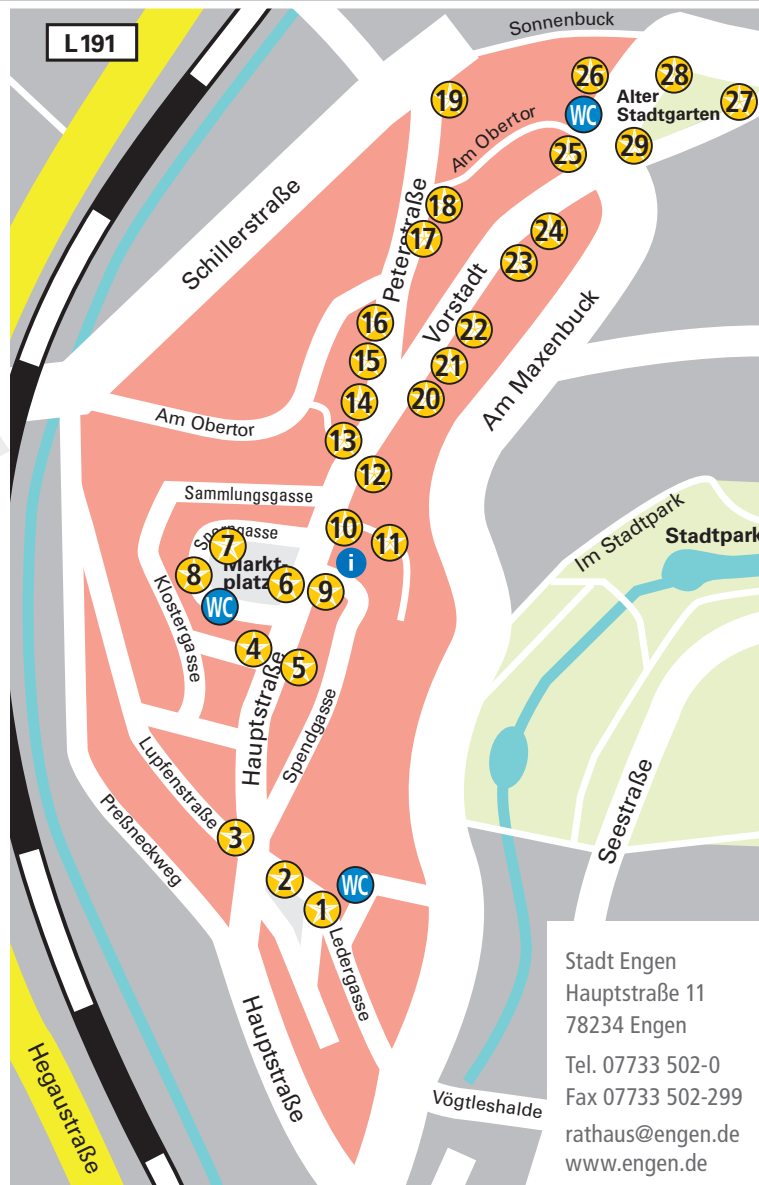 L 191
Sonnenbuck
19
26
28
27
WC
Alter
Stadtgarten
Am Obertor
25
29
Schillerstraße
Peterstraße
18
17
24
23
Vorstadt
16
22
15
21
Am Maxenbuck
14
20
Am Obertor
13
12
Sammlungsgasse
10
11
Sperrgasse
7
i
Markt-
platz
8
6
9
WC
Klostergasse
Im Stadtpark
Stadtpark
4
5
Hauptstraße
Spendgasse
Lupfenstraße
Preßneckweg
3
Seestraße
2
WC
1
Ledergasse
Hauptstraße
Hegaustraße
Vögtleshalde
Stadt Engen
Hauptstraße 11
78234 Engen
Tel. 07733 502-0
Fax 07733 502-299
rathaus@engen.de
www.engen.de